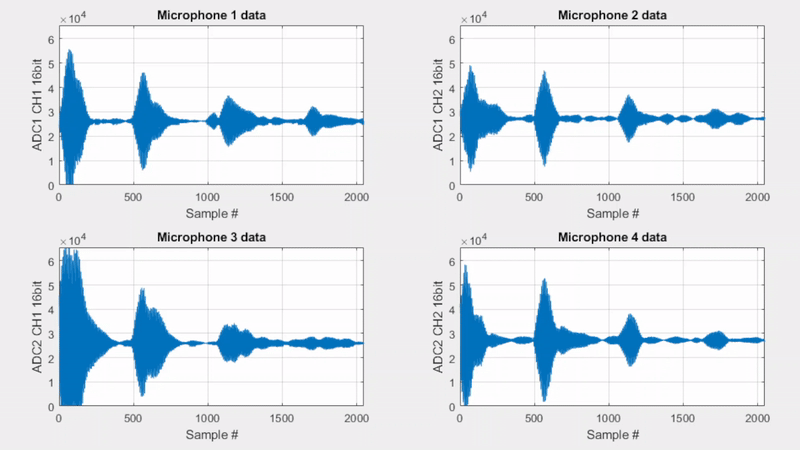 Microphone 1 data
×10⁴
6
5
4
3
2
1
0
ADC1 CH1 16bit
0 500 1000 1500 2000
Sample #
Microphone 2 data
×10⁴
6
5
4
3
2
1
0
ADC1 CH2 16bit
0 500 1000 1500 2000
Sample #
Microphone 3 data
×10⁴
6
5
4
3
2
1
0
ADC2 CH1 16bit
0 500 1000 1500 2000
Sample #
Microphone 4 data
×10⁴
6
5
4
3
2
1
0
ADC2 CH2 16bit
0 500 1000 1500 2000
Sample #